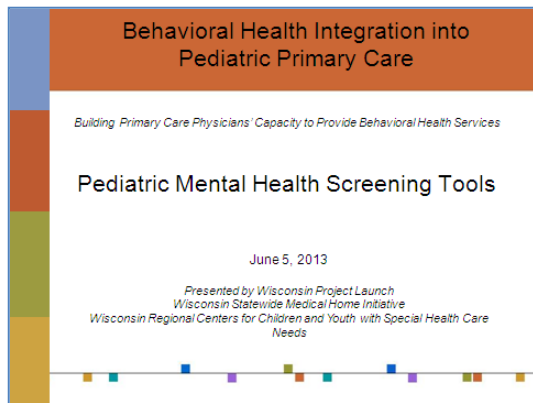 Behavioral Health Integration into
Pediatric Primary Care
Building Primary Care Physicians' Capacity to Provide Behavioral Health Services
Pediatric Mental Health Screening Tools
June 5, 2013
Presented by Wisconsin Project Launch
Wisconsin Statewide Medical Home Initiative
Wisconsin Regional Centers for Children and Youth with Special Health Care
Needs